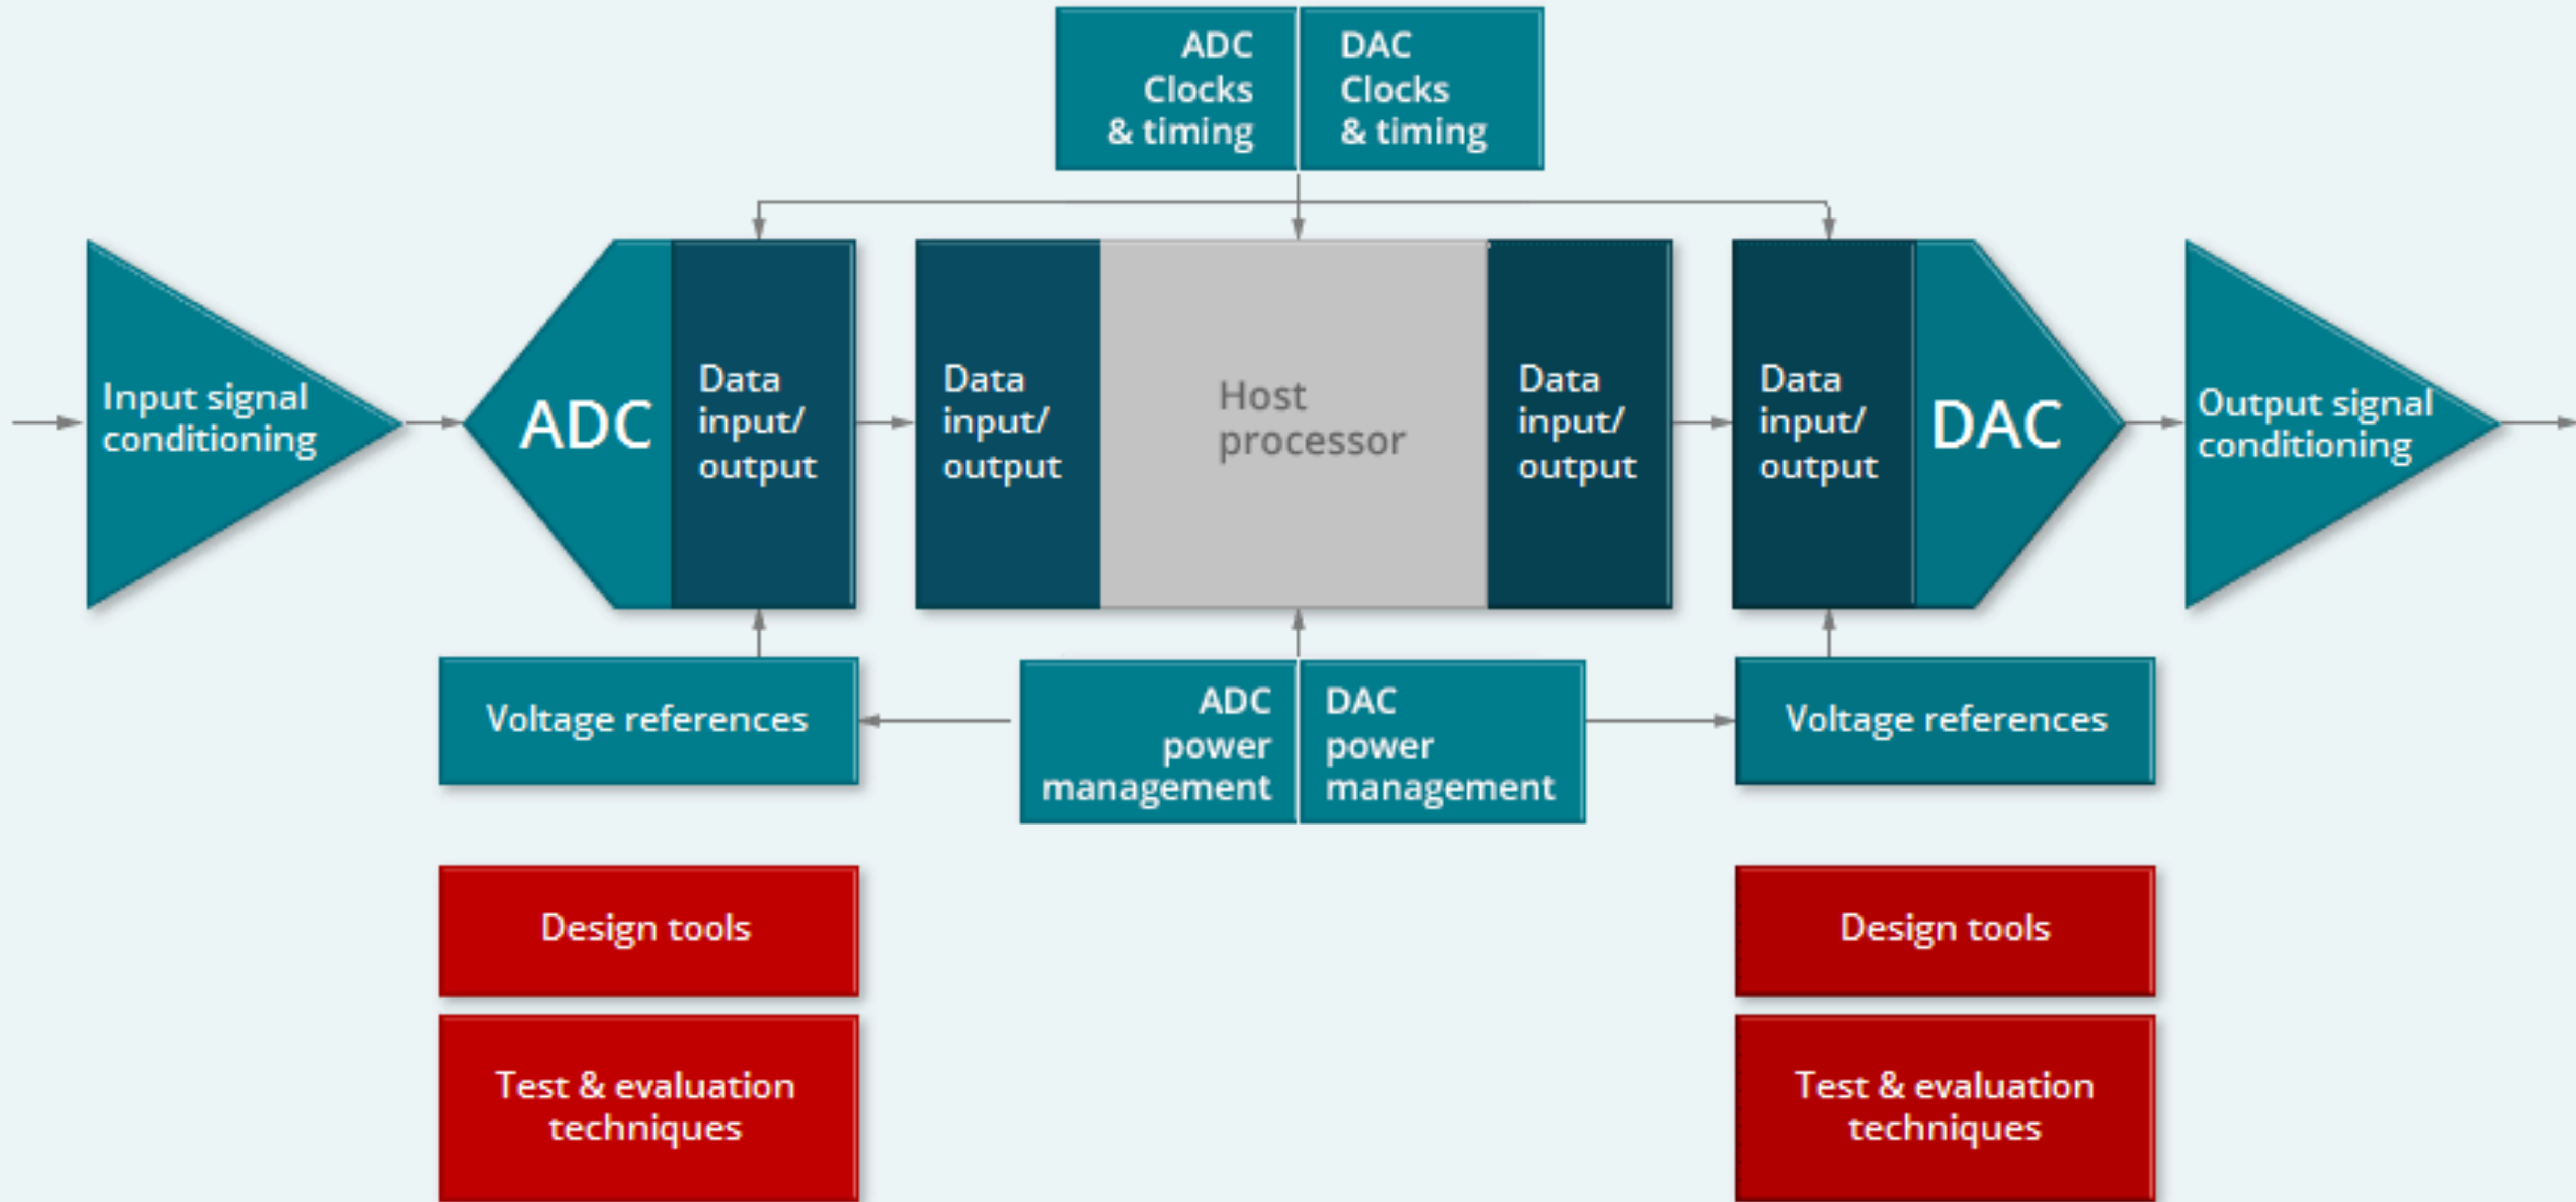 ADC
Clocks
& timing
DAC
Clocks
& timing
Input signal
conditioning
ADC
Data
input/
output
Data
input/
output
Host
processor
Data
input/
output
Data
input/
output
DAC
Output signal
conditioning
Voltage references
ADC
power
management
DAC
power
management
Voltage references
Design tools
Design tools
Test & evaluation
techniques
Test & evaluation
techniques